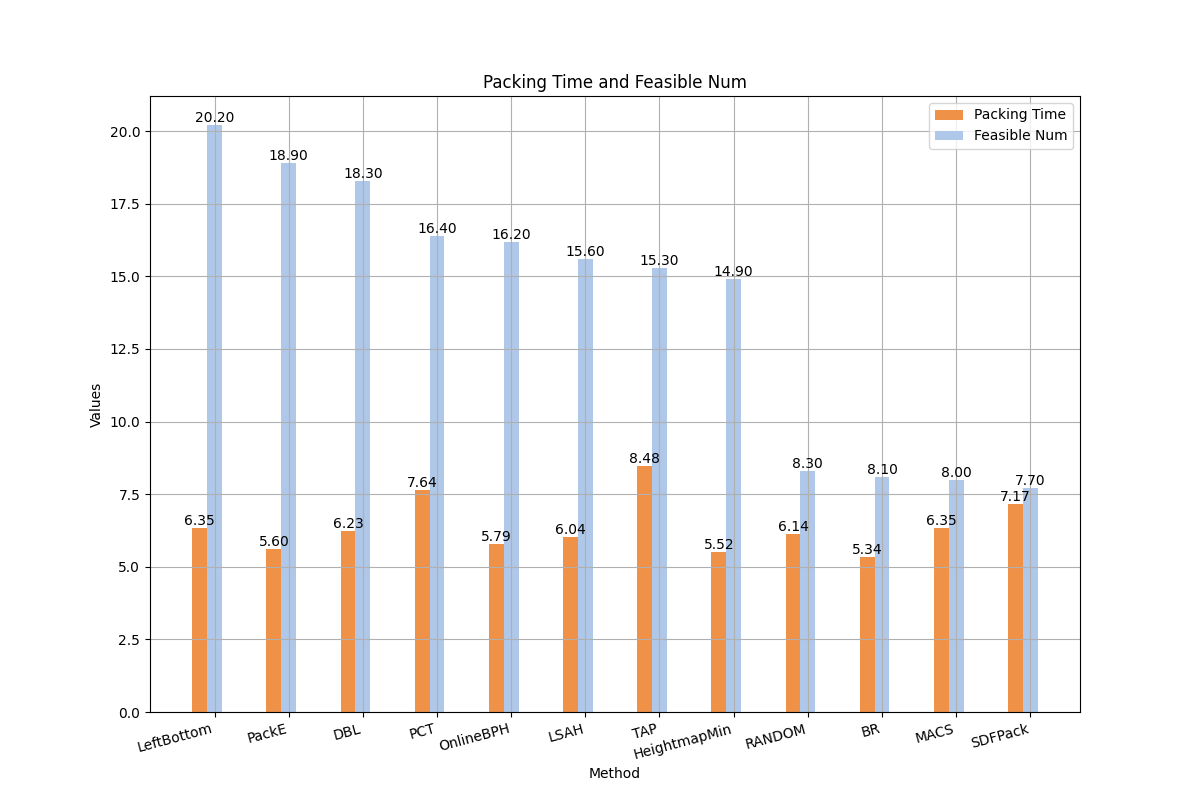 Packing Time and Feasible Num
Packing Time
Feasible Num
Values
20.0
17.5
15.0
12.5
10.0
7.5
5.0
2.5
0.0
20.20
18.90
18.30
16.40
16.20
15.60
15.30
14.90
8.30
8.10
8.00
7.70
6.35
5.60
6.23
7.64
5.79
6.04
8.48
5.52
6.14
5.34
6.35
7.17
LeftBottom
PackE
DBL
PCT
OnlineBPH
LSAH
TAP
HeightmapMin
RANDOM
BR
MACS
SDFPack
Method